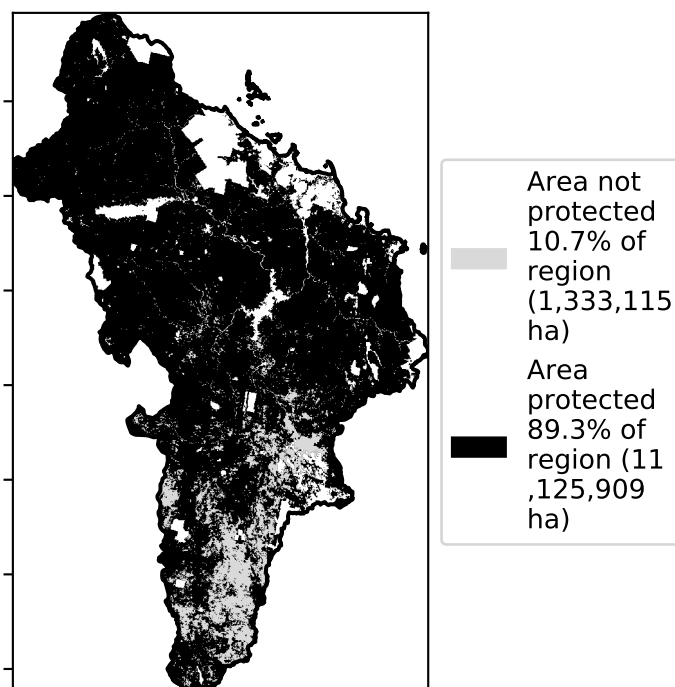 Area not
protected
10.7% of
region
(1,333,115
ha)
Area
protected
89.3% of
region (11
,125,909
ha)